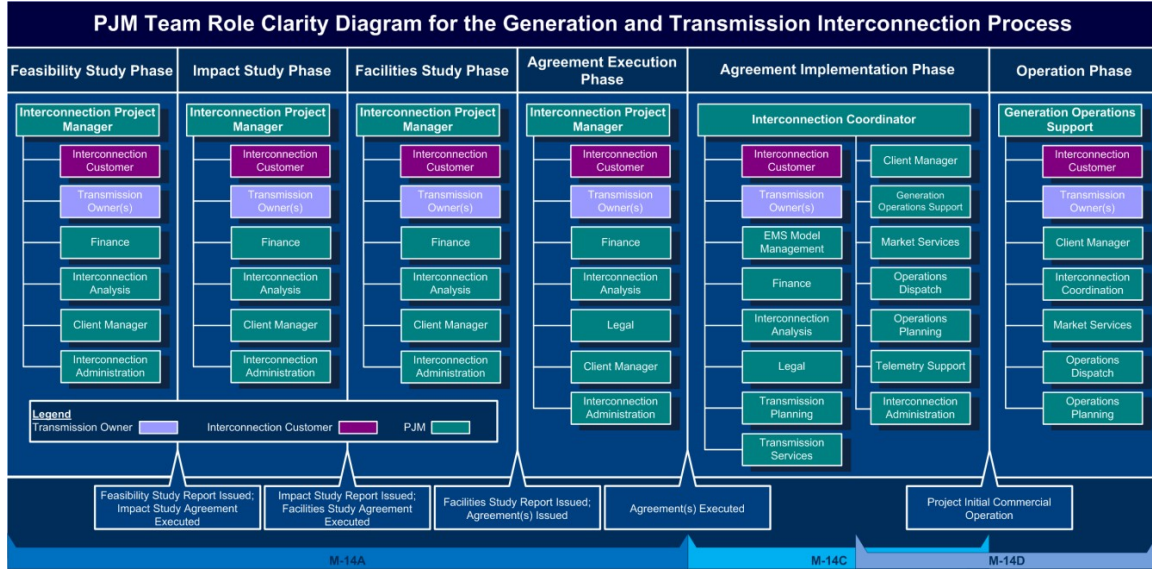 PJM Team Role Clarity Diagram for the Generation and Transmission Interconnection Process
Feasibility Study Phase
Interconnection Project
Manager
Interconnection
Customer
Transmission
Owner(s)
Finance
Interconnection
Analysis
Client Manager
Interconnection
Administration
Impact Study Phase
Interconnection Project
Manager
Interconnection
Customer
Transmission
Owner(s)
Finance
Interconnection
Analysis
Client Manager
Interconnection
Administration
Facilities Study Phase
Interconnection Project
Manager
Interconnection
Customer
Transmission
Owner(s)
Finance
Interconnection
Analysis
Client Manager
Interconnection
Administration
Agreement Execution
Phase
Interconnection Project
Manager
Interconnection
Customer
Transmission
Owner(s)
Finance
Interconnection
Analysis
Legal
Client Manager
Interconnection
Administration
Agreement Implementation Phase
Interconnection Coordinator
Interconnection
Customer
Transmission
Owner(s)
EMS Model
Management
Finance
Interconnection
Analysis
Legal
Transmission
Planning
Transmission
Services
Client Manager
Generation
Operations Support
Market Services
Operations
Dispatch
Operations
Planning
Telemetry Support
Interconnection
Administration
Operation Phase
Generation Operations
Support
Interconnection
Customer
Transmission
Owner(s)
Client Manager
Interconnection
Coordination
Market Services
Operations
Dispatch
Operations
Planning
Legend
Transmission Owner
Interconnection Customer
PJM
Feasibility Study Report Issued;
Impact Study Agreement
Executed
Impact Study Report Issued;
Facilities Study Agreement
Executed
Facilities Study Report Issued;
Agreement(s) Issued
Agreement(s) Executed
Project Initial Commercial
Operation
M-14A
M-14C
M-14D